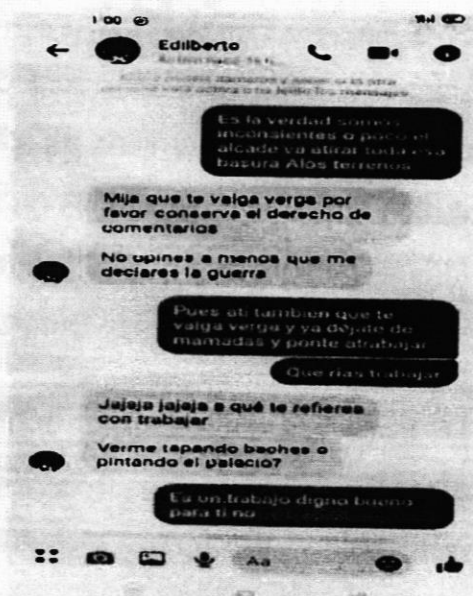 1:00
Edilberto
Es la verdad somos
inconsientes o poco el
alcade va atirar toda esa
basura Alos terrenos
Mija que te valga verga por
favor conserva el derecho de
comentarios
No opines a menos que me
declares la guerra
Pues ati tambien que te
valga verga y ya dejate de
mamadas y ponte atrabajar
Que rias trabajar
Jajaja jajaja a qué te refieres
con trabajar
Verme tapando baches o
pintando el palacio?
Es un trabajo digno bueno
para ti no
Aa